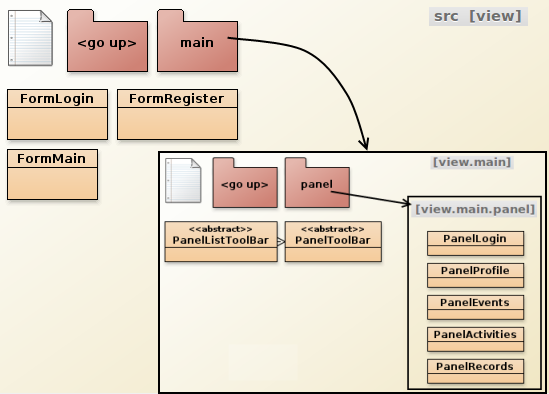 src [view]
<go up>
main
FormLogin
FormRegister
FormMain
[view.main]
<go up>
panel
[view.main.panel]
<<abstract>>
PanelListToolBar
<<abstract>>
PanelToolBar
PanelLogin
PanelProfile
PanelEvents
PanelActivities
PanelRecords